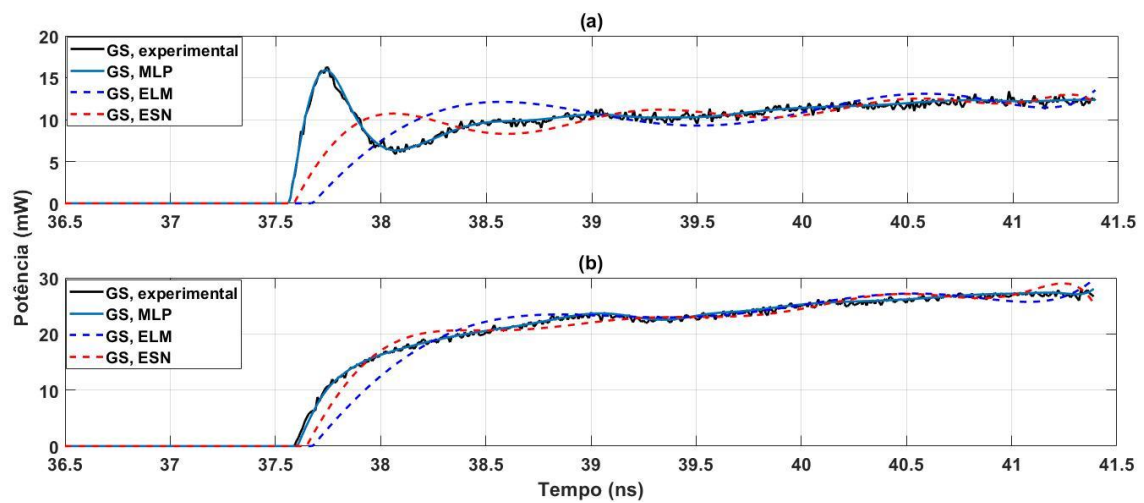 (a)
20
15
10
5
0
GS, experimental
GS, MLP
GS, ELM
GS, ESN
36.5 37 37.5 38 38.5 39 39.5 40 40.5 41 41.5
Potência (mW)
(b)
30
20
10
0
GS, experimental
GS, MLP
GS, ELM
GS, ESN
36.5 37 37.5 38 38.5 39 39.5 40 40.5 41 41.5
Tempo (ns)